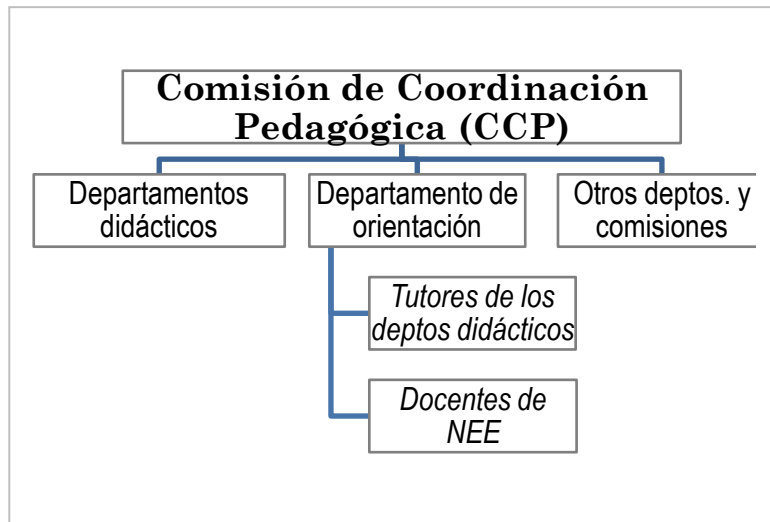 Comisión de Coordinación
Pedagógica (CCP)
Departamentos
didácticos
Departamento de
orientación
Otros deptos. y
comisiones
Tutores de los
deptos didácticos
Docentes de
NEE